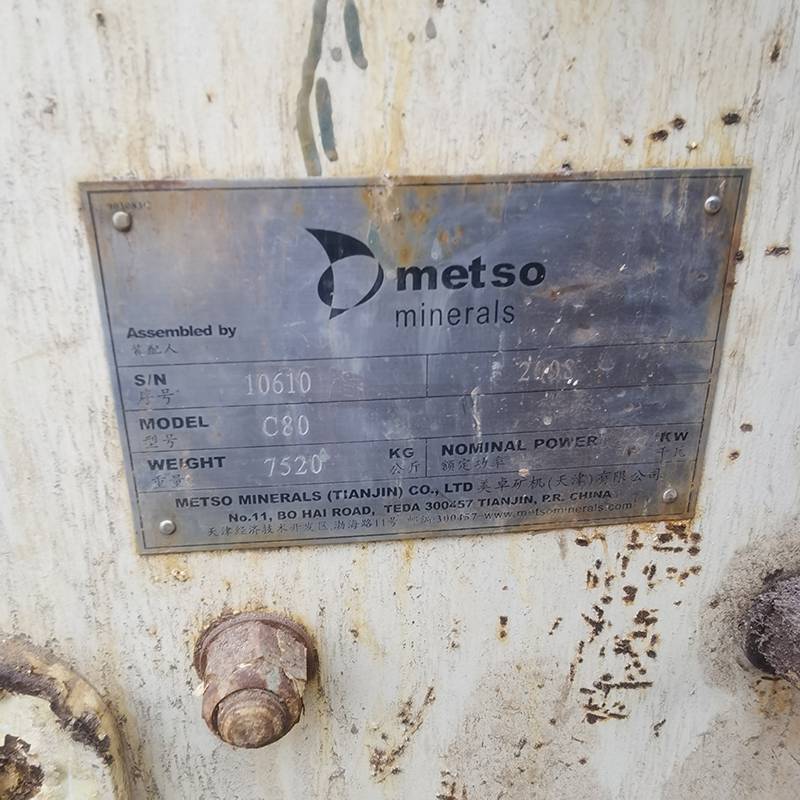 metso
minerals
Assembled by
装配人
S/N 10610 2008
序号
MODEL C80
型号
WEIGHT 7520 KG NOMINAL POWER KW
重量 公斤 额定功率 千瓦
METSO MINERALS (TIANJIN) CO., LTD 美卓矿机(天津)有限公司
No.11, BO HAI ROAD, TEDA 300457 TIANJIN, P.R. CHINA
天津经济技术开发区渤海路11号 邮编:300457-www.metsominerals.com